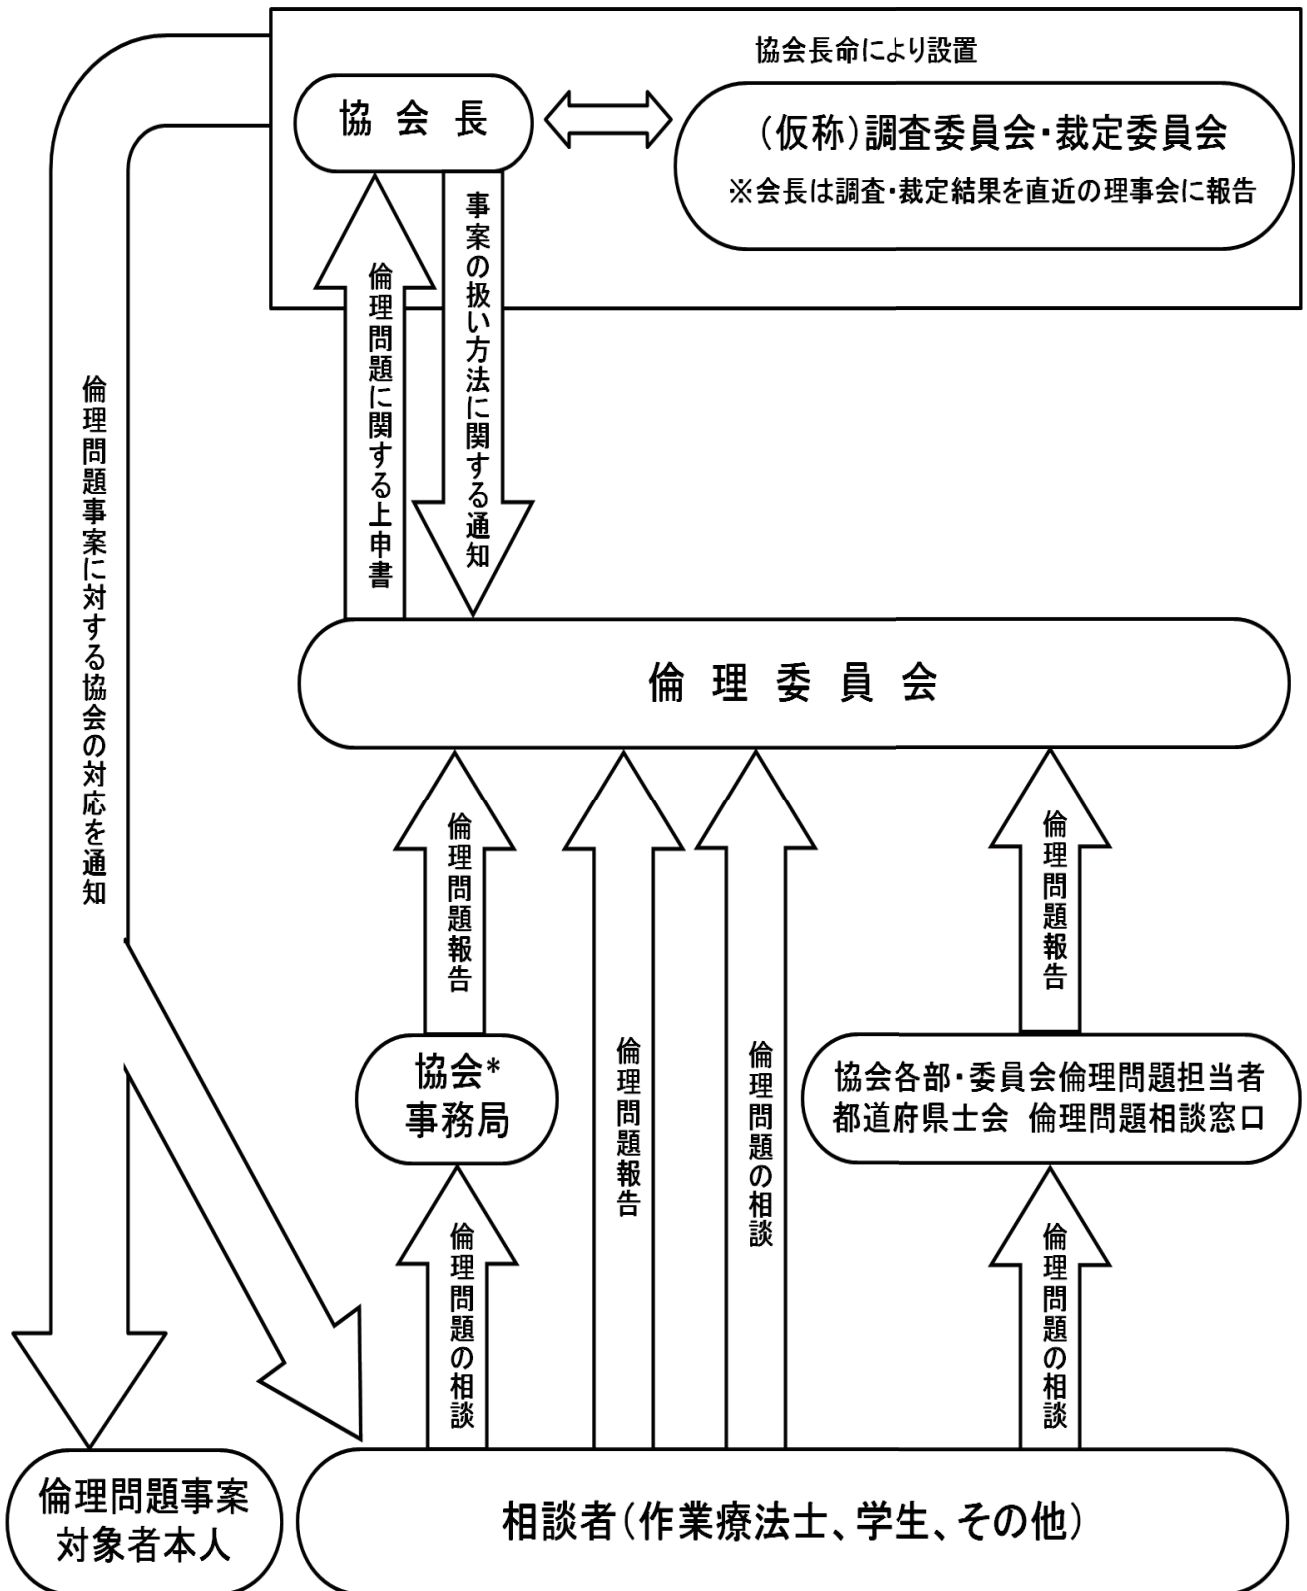 協会長命により設置
協 会 長
（仮称）調査委員会・裁定委員会
※会長は調査・裁定結果を直近の理事会に報告
倫理問題に関する上申書
事案の扱い方法に関する通知
倫理問題事案に対する協会の対応を通知
倫 理 委 員 会
倫理問題報告
倫理問題報告
倫理問題の相談
倫理問題報告
協会*
事務局
協会各部・委員会倫理問題担当者
都道府県士会 倫理問題相談窓口
倫理問題の相談
倫理問題の相談
倫理問題事案
対象者本人
相談者（作業療法士、学生、その他）